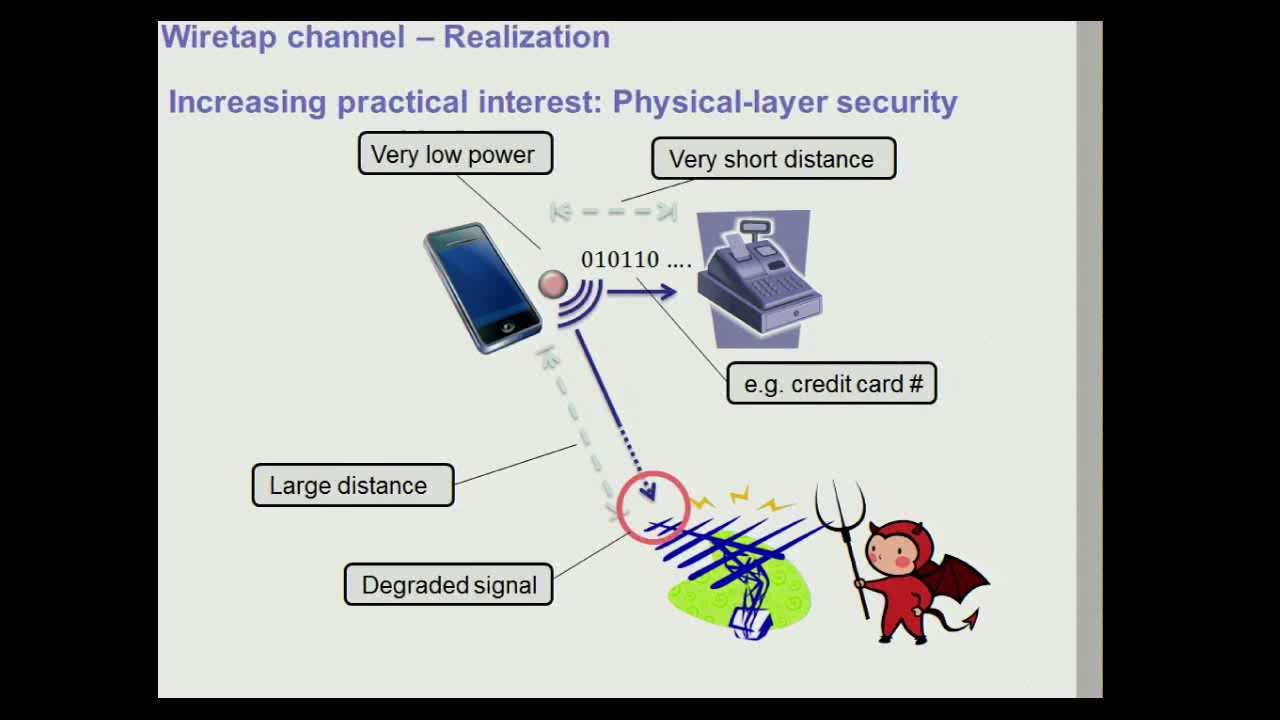 Wiretap channel – Realization
Increasing practical interest: Physical-layer security
Very low power
Very short distance
010110 ....
e.g. credit card #
Large distance
Degraded signal